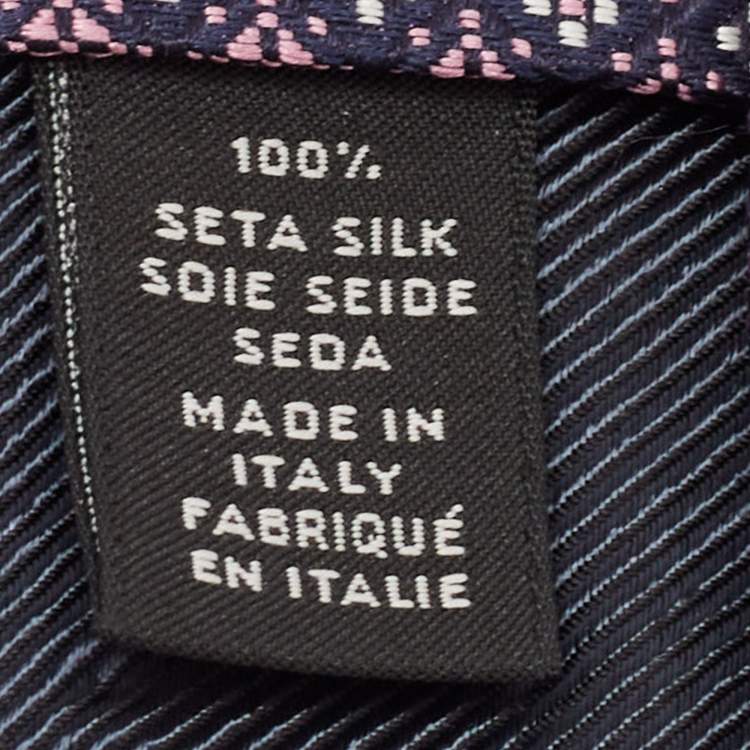 100%
SETA SILK
SOIE SEIDE
SEDA
MADE IN
ITALY
FABRIQUÉ
EN ITALIE